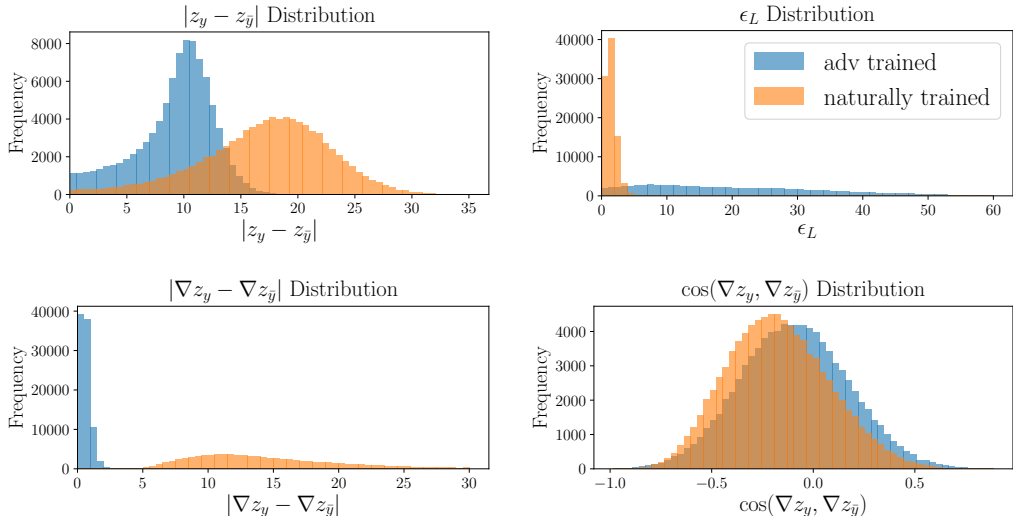 |z_y − z_ȳ| Distribution
8000
6000
4000
2000
0
Frequency
0 5 10 15 20 25 30 35
|z_y − z_ȳ|
ϵ_L Distribution
40000
30000
20000
10000
0
Frequency
adv trained
naturally trained
0 10 20 30 40 50 60
ϵ_L
|∇z_y − ∇z_ȳ| Distribution
40000
30000
20000
10000
0
Frequency
0 5 10 15 20 25 30
|∇z_y − ∇z_ȳ|
cos(∇z_y, ∇z_ȳ) Distribution
4000
3000
2000
1000
0
Frequency
−1.0 −0.5 0.0 0.5
cos(∇z_y, ∇z_ȳ)